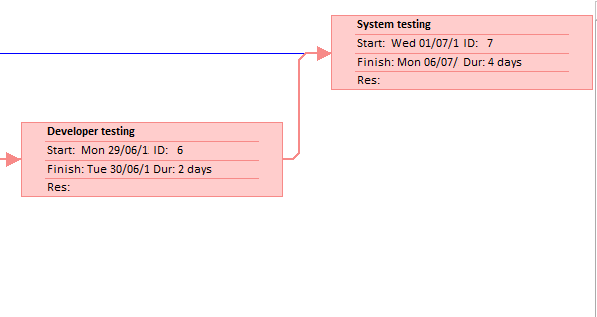 System testing
Start: Wed 01/07/1 ID: 7
Finish: Mon 06/07/ Dur: 4 days
Res:
Developer testing
Start: Mon 29/06/1 ID: 6
Finish: Tue 30/06/1 Dur: 2 days
Res: